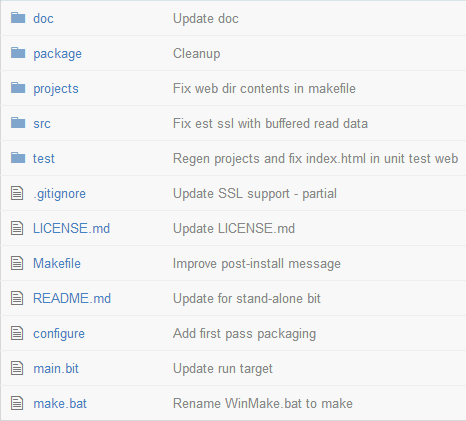 doc Update doc
package Cleanup
projects Fix web dir contents in makefile
src Fix est ssl with buffered read data
test Regen projects and fix index.html in unit test web
.gitignore Update SSL support - partial
LICENSE.md Update LICENSE.md
Makefile Improve post-install message
README.md Update for stand-alone bit
configure Add first pass packaging
main.bit Update run target
make.bat Rename WinMake.bat to make